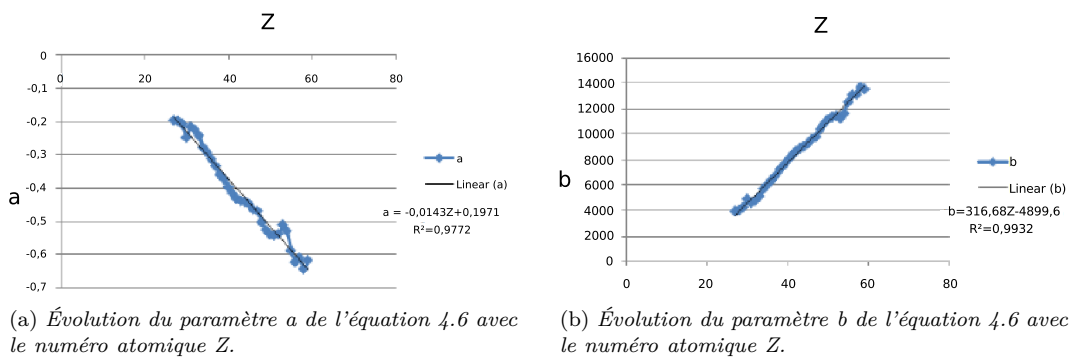 Z
0
0
20
40
60
80
-0,1
-0,2
-0,3
-0,4
-0,5
-0,6
-0,7
a
a
Linear (a)
a = -0,0143Z+0,1971
R²=0,9772
(a) Évolution du paramètre a de l'équation 4.6 avec
le numéro atomique Z.
Z
16000
14000
12000
10000
8000
6000
4000
2000
0
0
20
40
60
80
b
b
Linear (b)
b=316,68Z-4899,6
R²=0,9932
(b) Évolution du paramètre b de l'équation 4.6 avec
le numéro atomique Z.